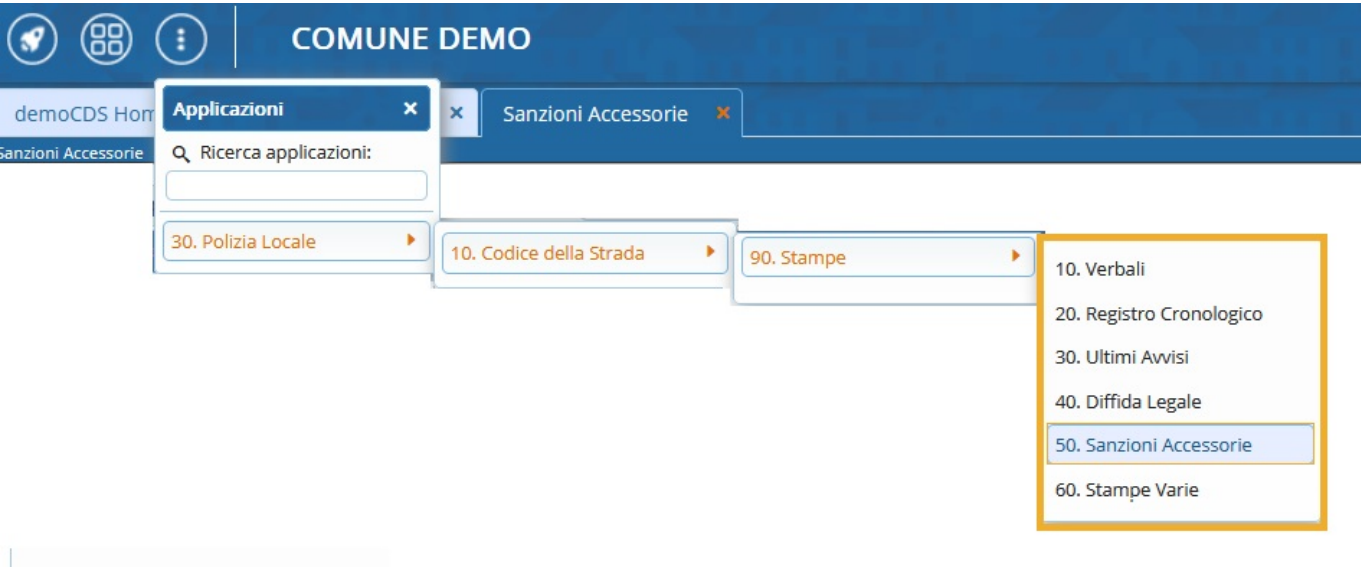 COMUNE DEMO
demoCDS Hom
Applicazioni
Sanzioni Accessorie
Sanzioni Accessorie
Ricerca applicazioni:
30. Polizia Locale
10. Codice della Strada
90. Stampe
10. Verbali
20. Registro Cronologico
30. Ultimi Avvisi
40. Diffida Legale
50. Sanzioni Accessorie
60. Stampe Varie